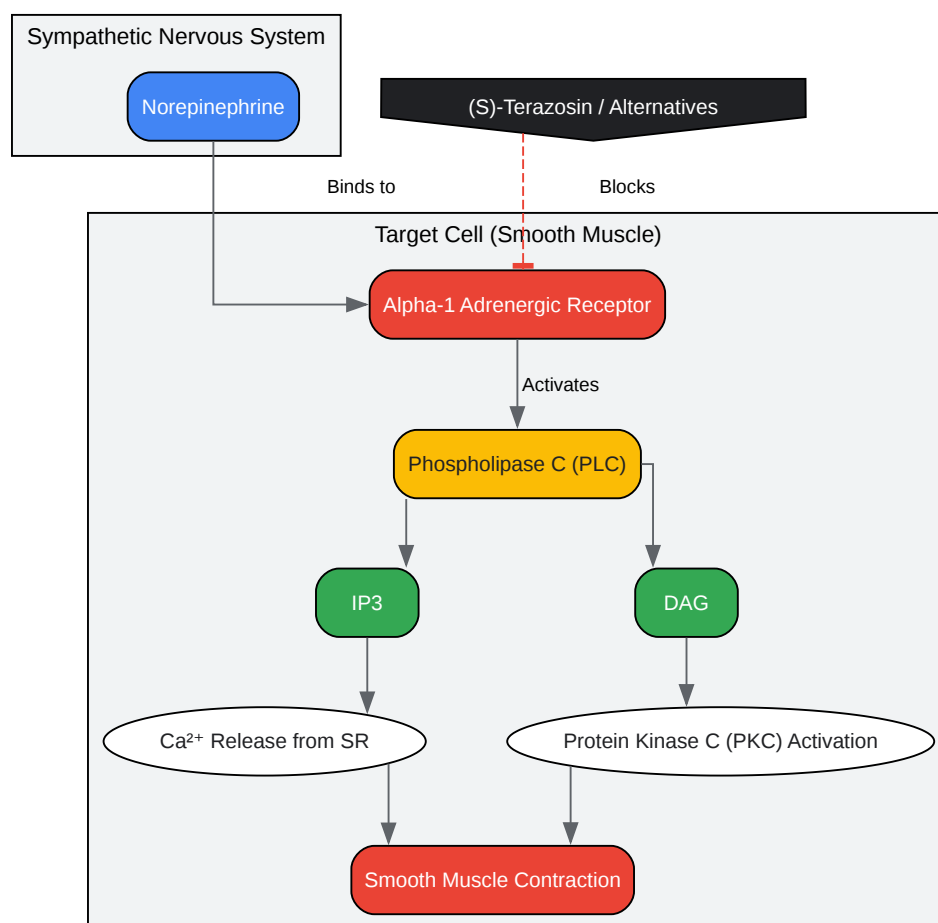 Sympathetic Nervous System
Norepinephrine
(S)-Terazosin / Alternatives
Binds to
Blocks
Target Cell (Smooth Muscle)
Alpha-1 Adrenergic Receptor
Activates
Phospholipase C (PLC)
IP3
DAG
Ca²⁺ Release from SR
Protein Kinase C (PKC) Activation
Smooth Muscle Contraction